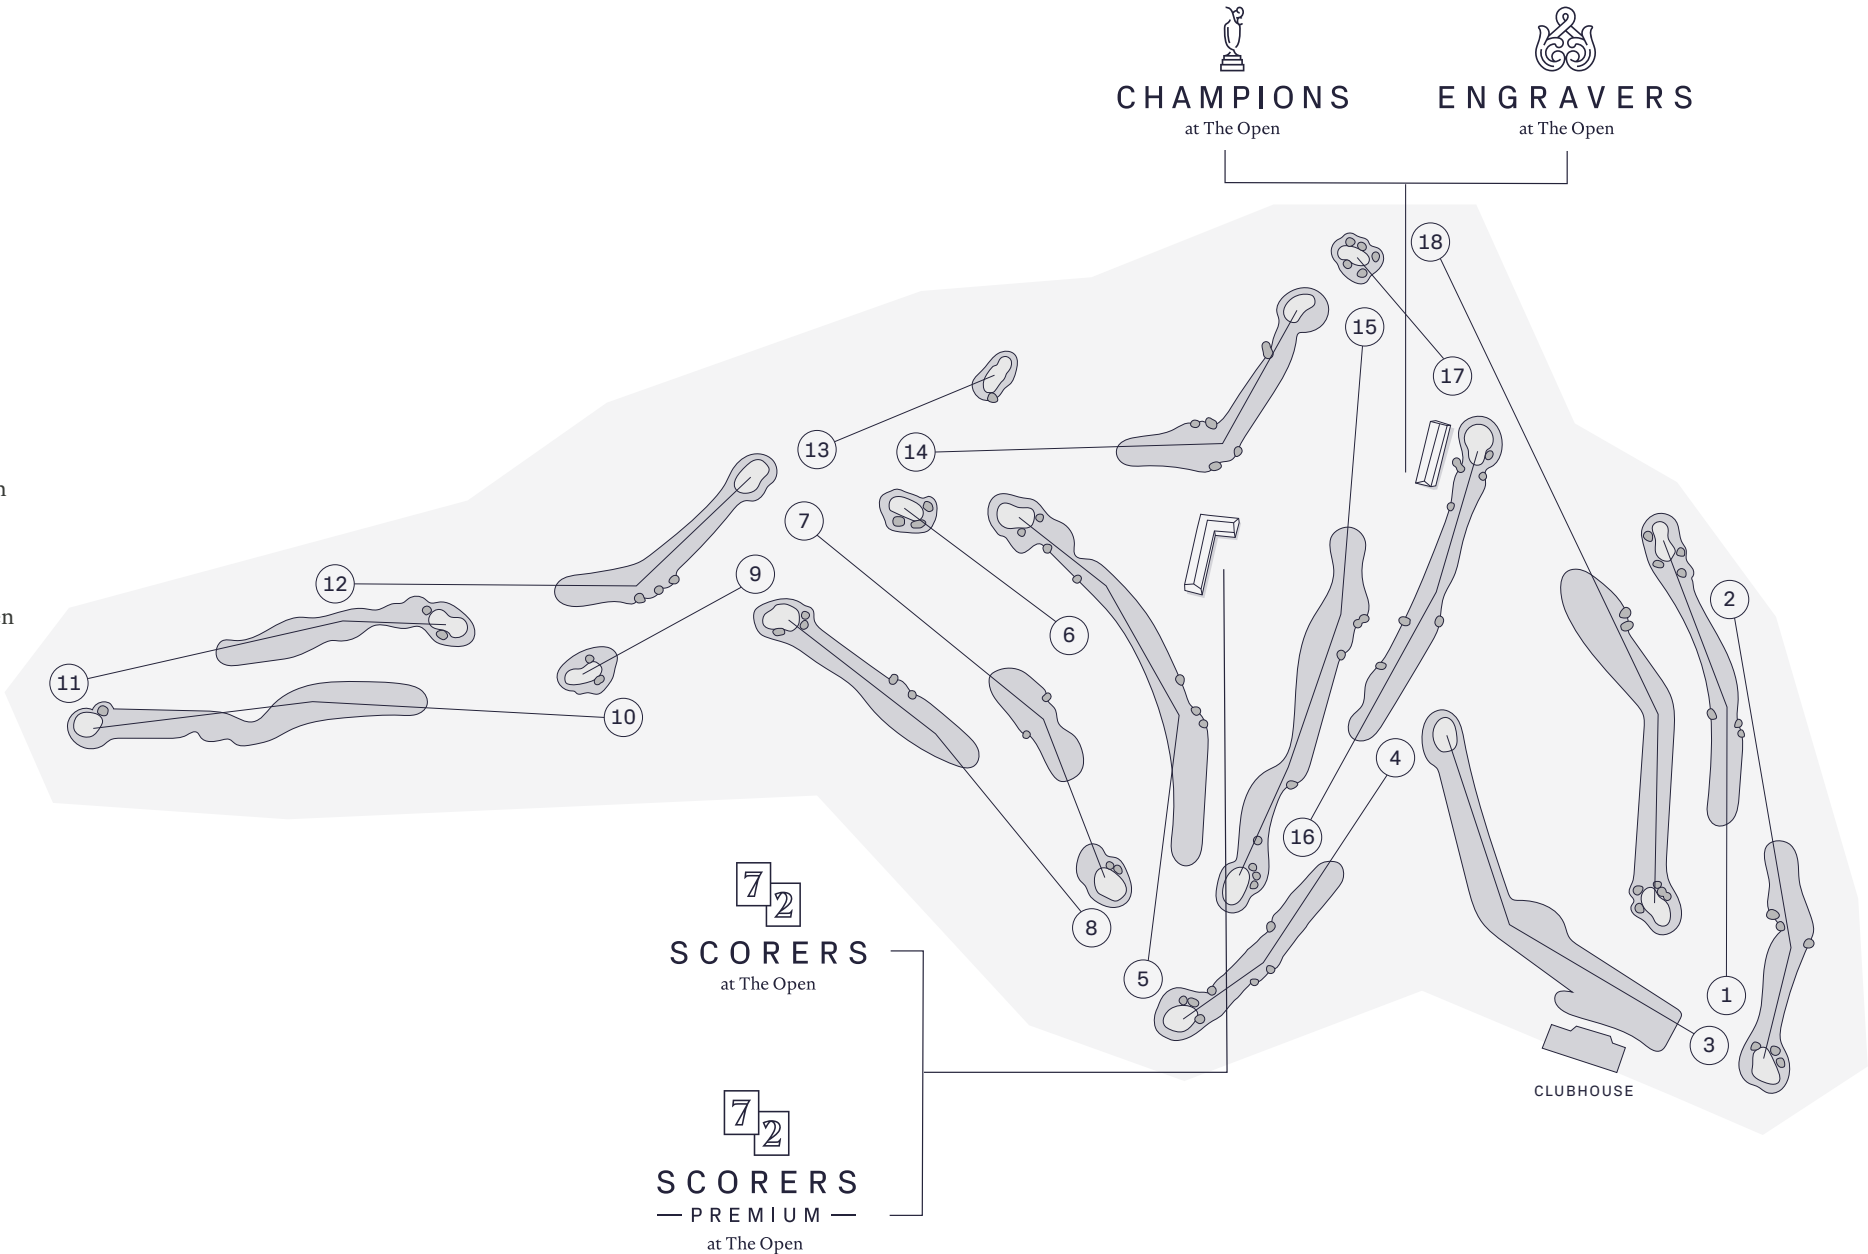 CHAMPIONS
at The Open
ENGRAVERS
at The Open
18
15
17
13
14
7
12
9
6
2
11
10
4
16
8
5
1
3
72
SCORERS
at The Open
CLUBHOUSE
72
SCORERS
PREMIUM
at The Open